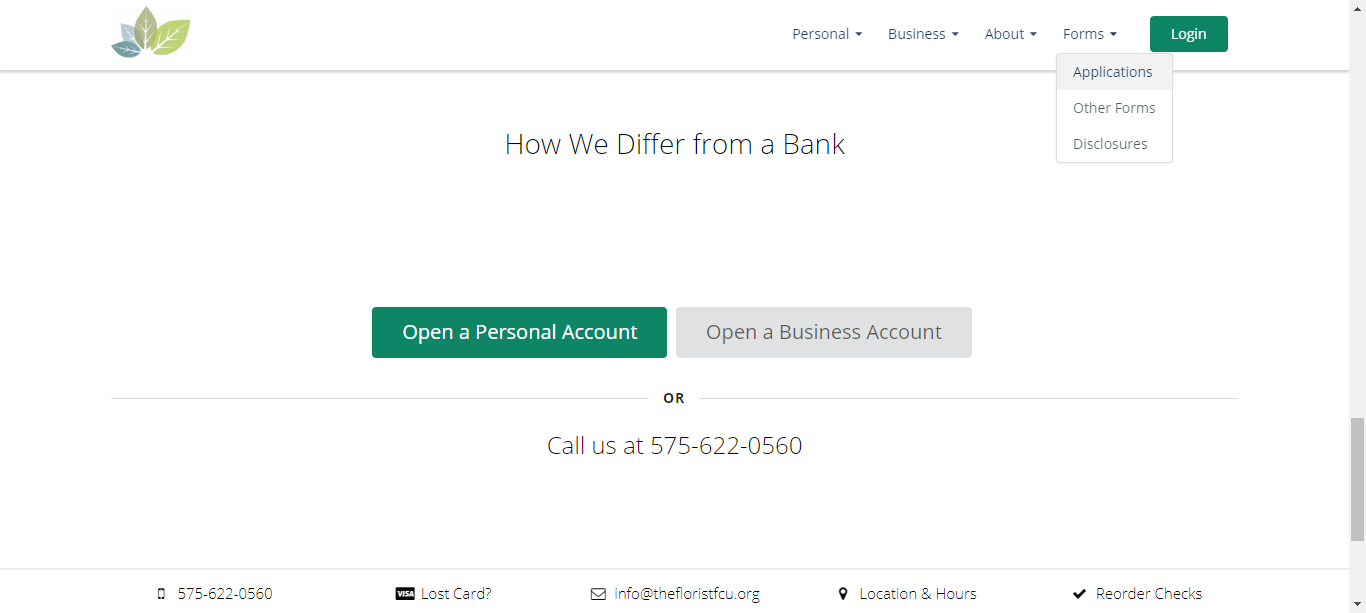 Personal Business About Forms Login
Applications
Other Forms
Disclosures
How We Differ from a Bank
Open a Personal Account Open a Business Account
OR
Call us at 575-622-0560
575-622-0560 VISA Lost Card? info@thefloristfcu.org Location & Hours Reorder Checks